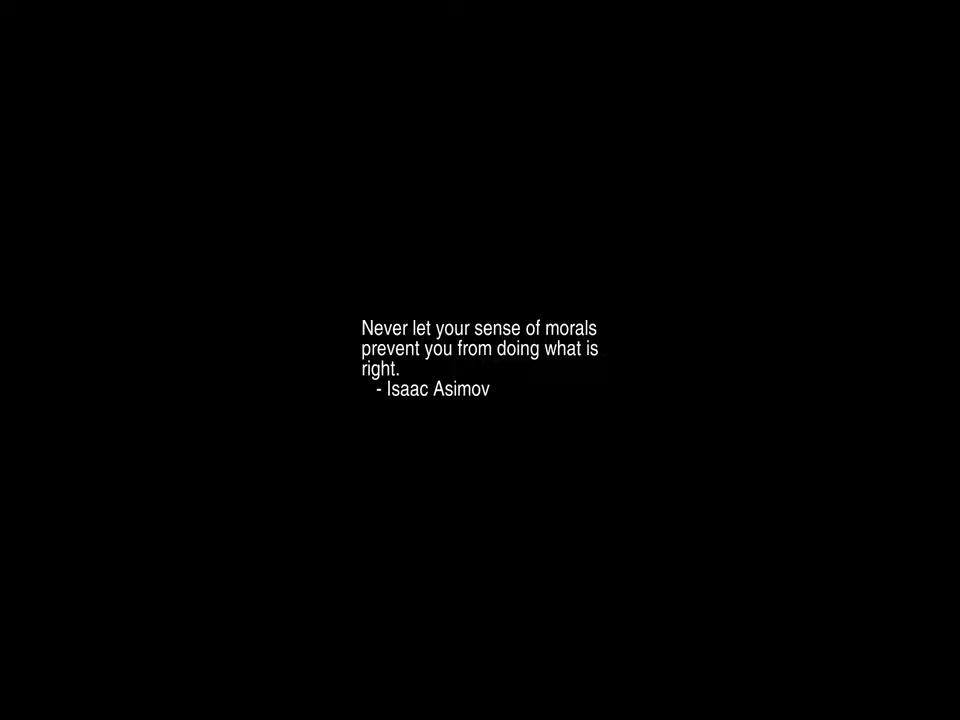 Never let your sense of morals
prevent you from doing what is
right.
- Isaac Asimov